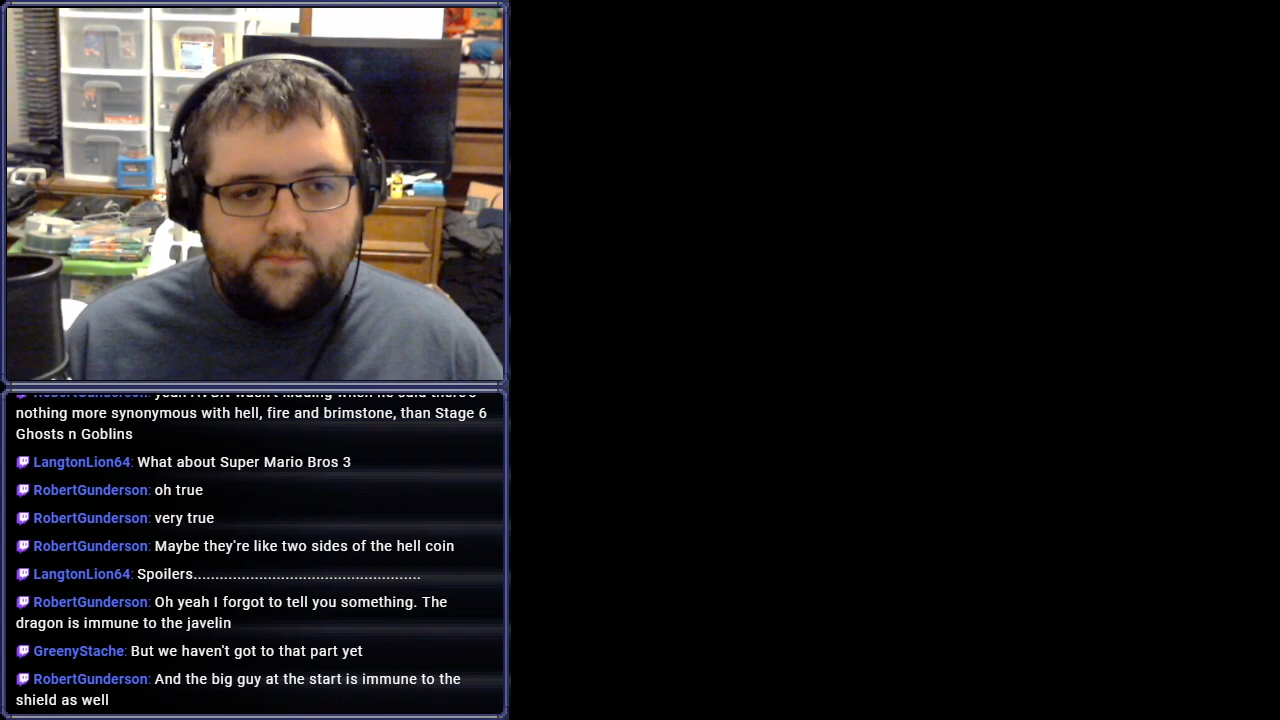 nothing more synonymous with hell, fire and brimstone, than Stage 6
Ghosts n Goblins
LangtonLion64: What about Super Mario Bros 3
RobertGunderson: oh true
RobertGunderson: very true
RobertGunderson: Maybe they're like two sides of the hell coin
LangtonLion64: Spoilers....................................................
RobertGunderson: Oh yeah I forgot to tell you something. The
dragon is immune to the javelin
GreenyStache: But we haven't got to that part yet
RobertGunderson: And the big guy at the start is immune to the
shield as well